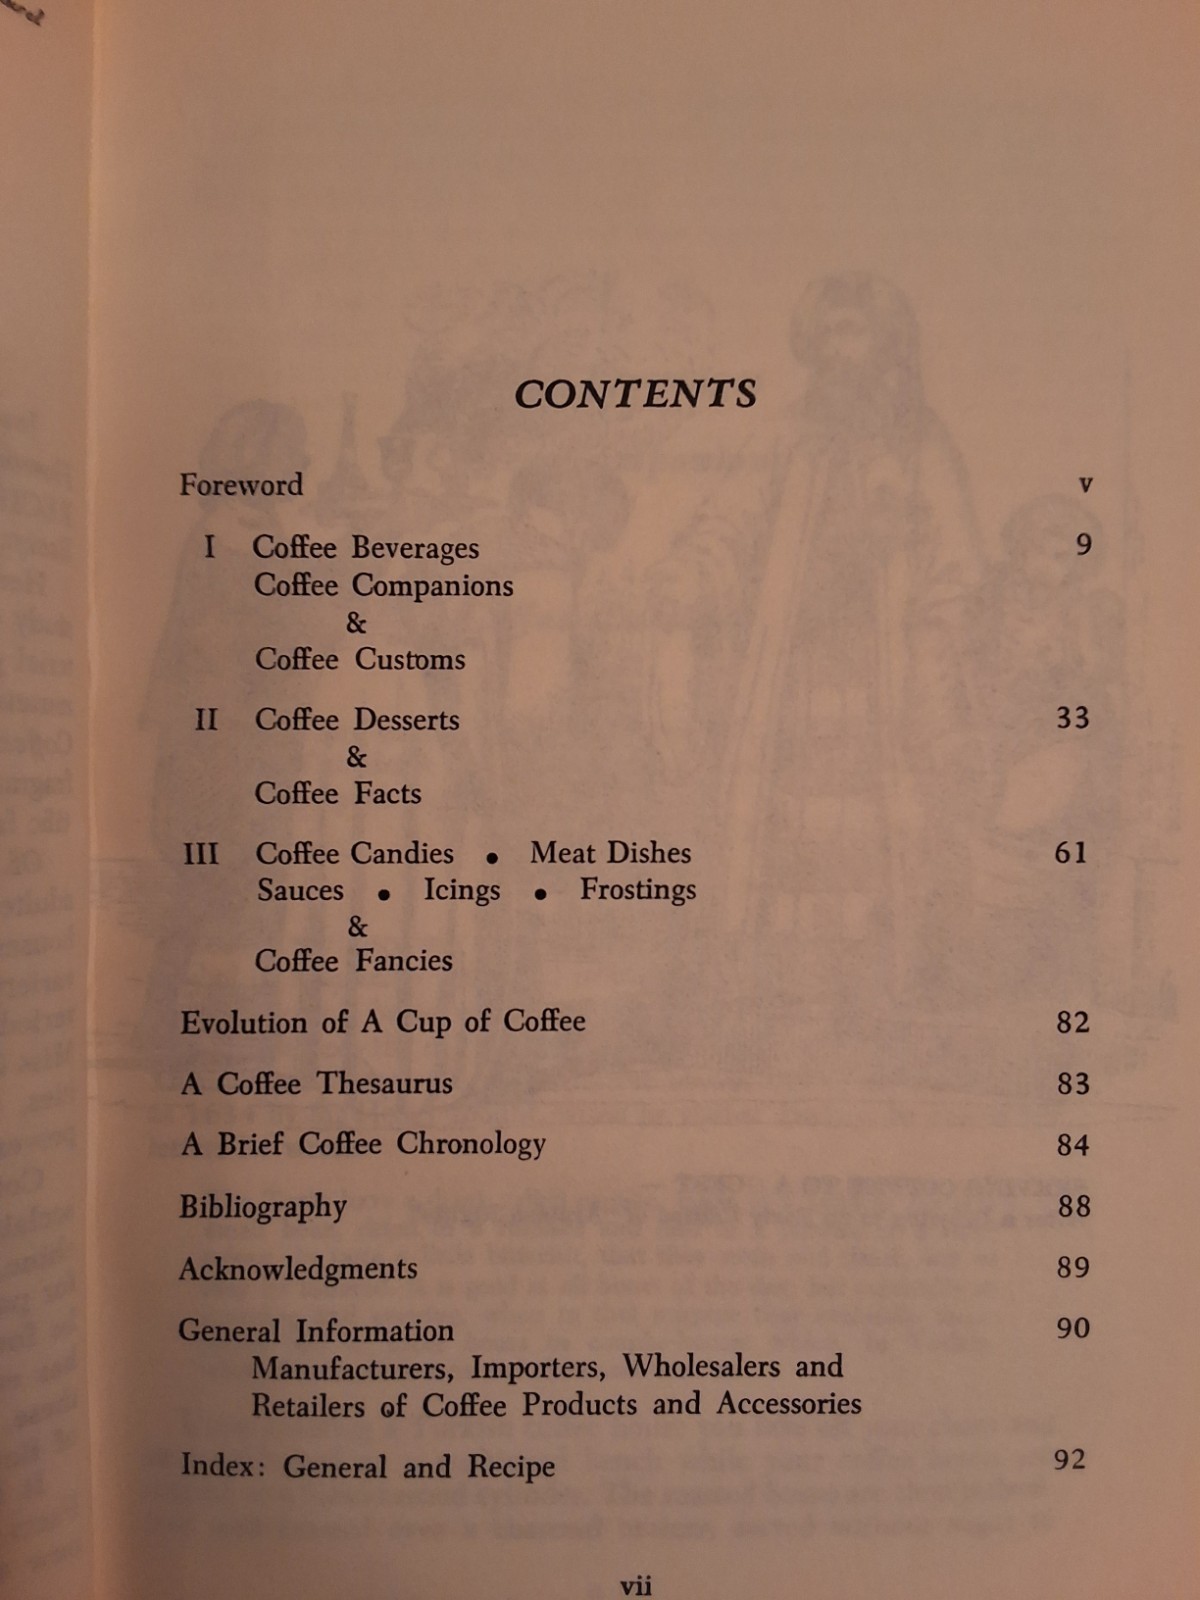 CONTENTS
Foreword v
I Coffee Beverages 9
Coffee Companions
&
Coffee Customs
II Coffee Desserts 33
&
Coffee Facts
III Coffee Candies • Meat Dishes 61
Sauces • Icings • Frostings
&
Coffee Fancies
Evolution of A Cup of Coffee 82
A Coffee Thesaurus 83
A Brief Coffee Chronology 84
Bibliography 88
Acknowledgments 89
General Information 90
Manufacturers, Importers, Wholesalers and
Retailers of Coffee Products and Accessories
Index: General and Recipe 92
vii